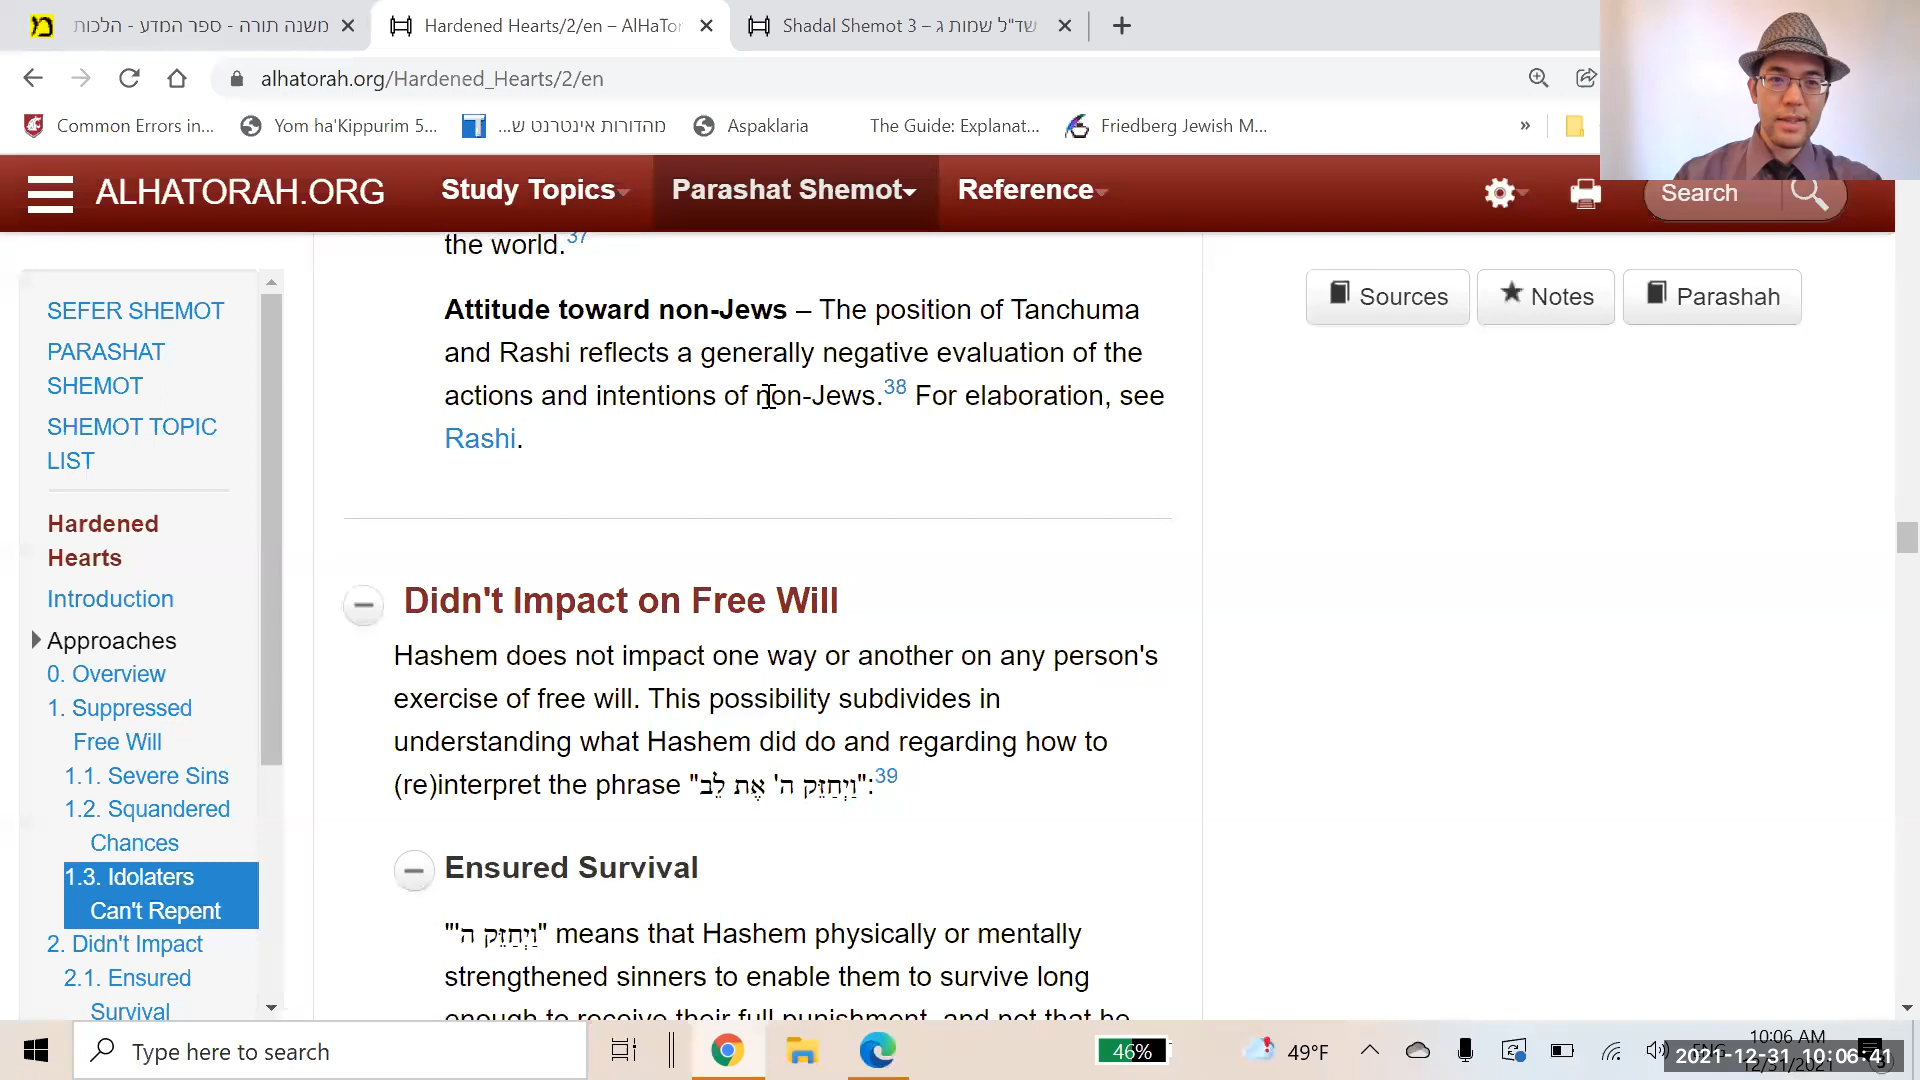 משנה תורה - ספר המדע - הלכות
Hardened Hearts/2/en – AlHaTor
Shadal Shemot 3 – שד"ל שמות ג
alhatorah.org/Hardened_Hearts/2/en
Common Errors in...
Yom ha'Kippurim 5...
מהדורות אינטרנט ש...
Aspaklaria
The Guide: Explanat...
Friedberg Jewish M...
»
ALHATORAH.ORG
Study Topics
Parashat Shemot
Reference
Search
the world.37
Attitude toward non-Jews – The position of Tanchuma
and Rashi reflects a generally negative evaluation of the
actions and intentions of non-Jews.38 For elaboration, see
Rashi.
Sources
Notes
Parashah
SEFER SHEMOT
PARASHAT
SHEMOT
SHEMOT TOPIC
LIST
Hardened
Hearts
Introduction
Approaches
0. Overview
1. Suppressed
Free Will
1.1. Severe Sins
1.2. Squandered
Chances
1.3. Idolaters
Can't Repent
2. Didn't Impact
2.1. Ensured
Survival
Didn't Impact on Free Will
Hashem does not impact one way or another on any person's
exercise of free will. This possibility subdivides in
understanding what Hashem did do and regarding how to
(re)interpret the phrase "וַיְחַזֵּק ה' אֶת לֵב":39
Ensured Survival
"וַיְחַזֵּק ה'" means that Hashem physically or mentally
strengthened sinners to enable them to survive long
enough to receive their full punishment, and not that he
Type here to search
46%
49°F
10:06 AM
2021-12-31 10:06:41